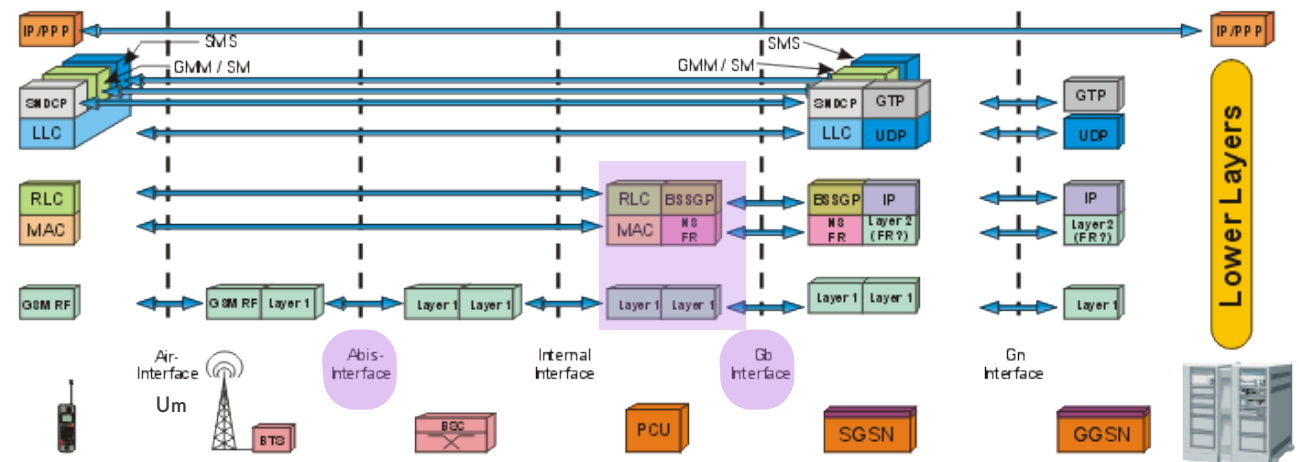 IP/PPP
IP/PPP
SMS
SMS
GMM / SM
GMM / SM
SNDCP
SNDCP
GTP
GTP
LLC
LLC
UDP
UDP
Lower Layers
RLC
RLC
BSSGP
BSSGP
IP
IP
MAC
MAC
NS
FR
NS
FR
Layer 2
(FR?)
Layer 2
(FR?)
GSM RF
GSM RF
Layer 1
Layer 1
Layer 1
Layer 1
Layer 1
Layer 1
Layer 1
Layer 1
Air-
Interface
Um
Abis-
Interface
Internal
Interface
Gb
Interface
Gn
Interface
BTS
BSC
PCU
SGSN
GGSN